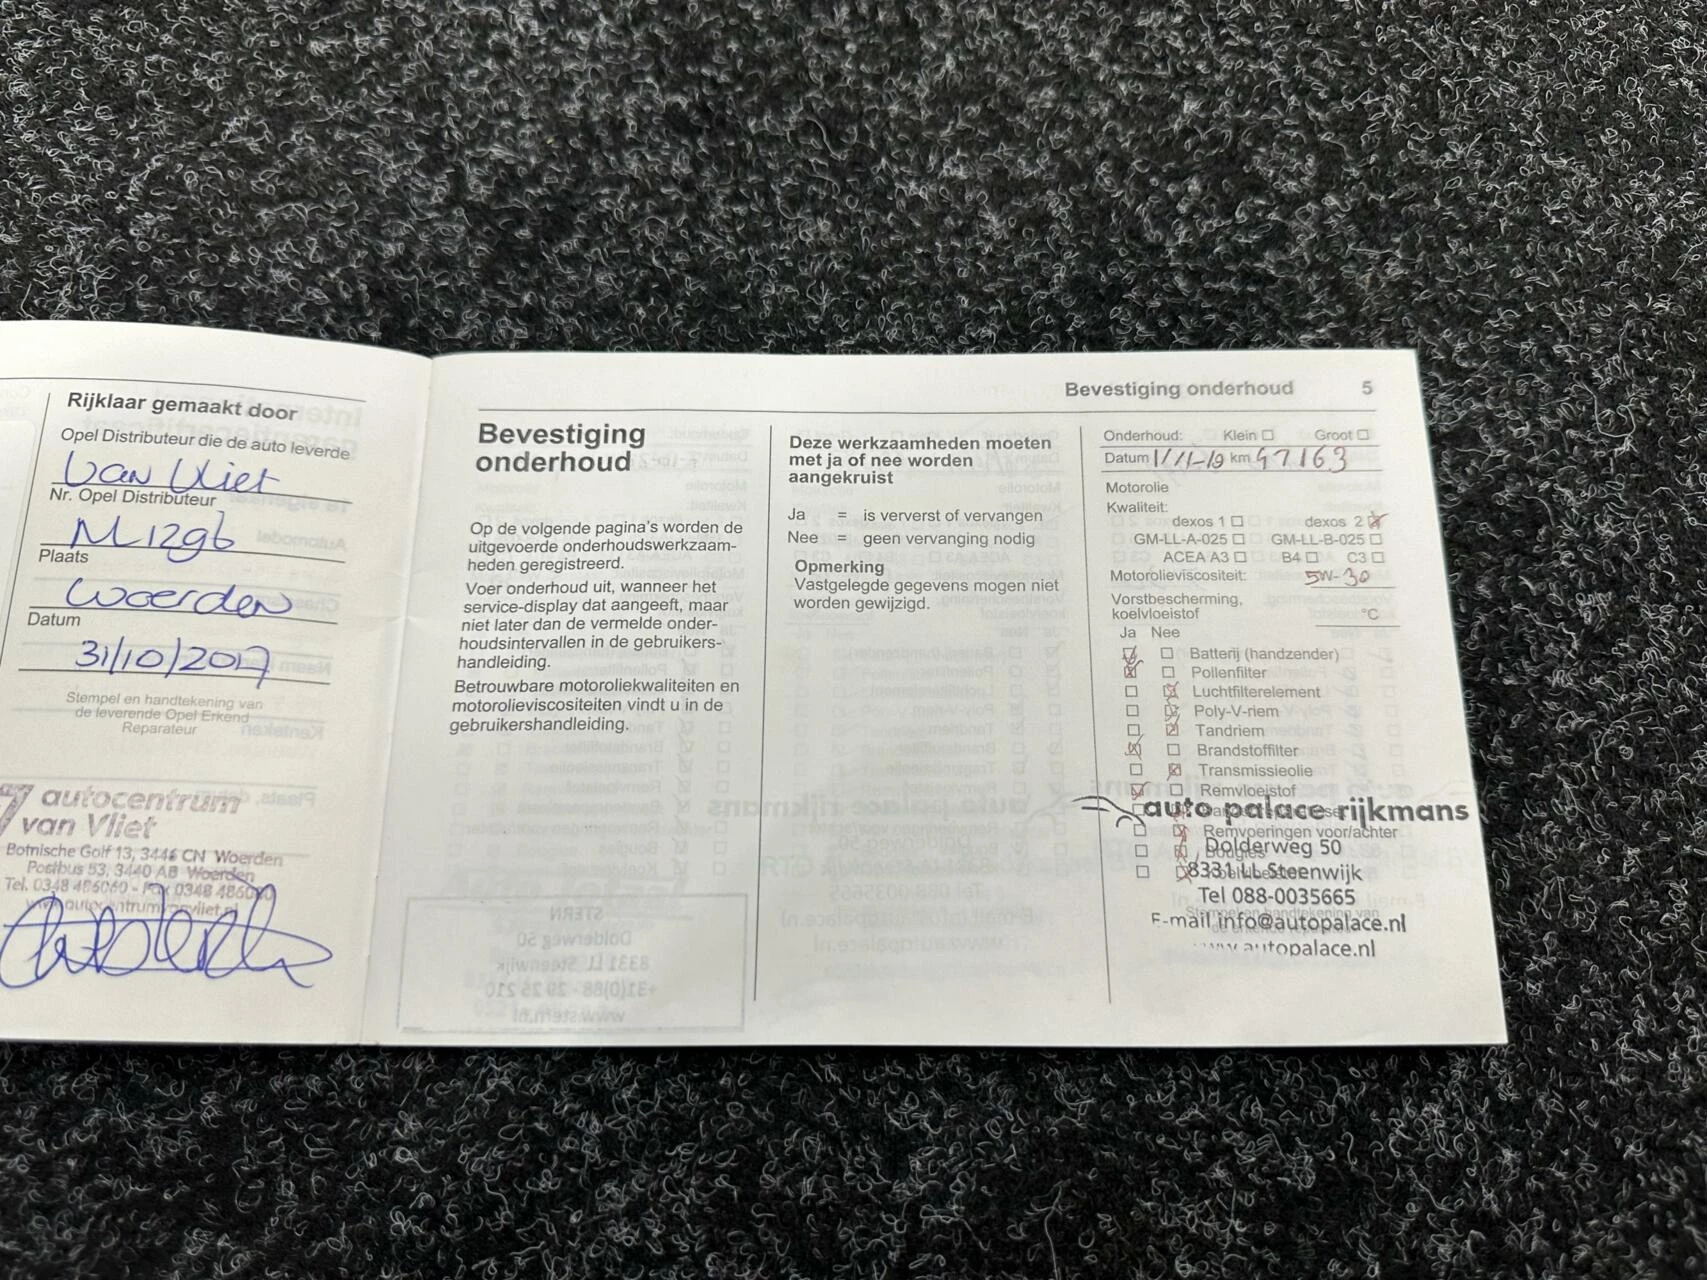 Rijklaar gemaakt door
Opel Distributeur die de auto leverde
Van Vliet
Nr. Opel Distributeur
M1296
Plaats
Woerden
Datum
31/10/2017
Stempel en handtekening van
de leverende Opel Erkend
Reparateur
autocentrum
van Vliet
Botnische Golf 13, 3446 CN Woerden
Postbus 53, 3440 AB Woerden
Tel. 0348 486060 - Fax 0348 486060
Bevestiging onderhoud 5
Bevestiging
onderhoud
Op de volgende pagina's worden de
uitgevoerde onderhoudswerkzaam-
heden geregistreerd.
Voer onderhoud uit, wanneer het
service-display dat aangeeft, maar
niet later dan de vermelde onder-
houdsintervallen in de gebruikers-
handleiding.
Betrouwbare motoroliekwaliteiten en
motorolieviscositeiten vindt u in de
gebruikershandleiding.
Deze werkzaamheden moeten
met ja of nee worden
aangekruist
Ja = is ververst of vervangen
Nee = geen vervanging nodig
Opmerking
Vastgelegde gegevens mogen niet
worden gewijzigd.
Onderhoud: Klein Groot
Datum 1/11-19 km 47163
Motorolie
Kwaliteit:
dexos 1 dexos 2
GM-LL-A-025 GM-LL-B-025
ACEA A3 B4 C3
Motorolieviscositeit: 5W-30
Vorstbescherming,
koelvloeistof °C
Ja Nee
Batterij (handzender)
Pollenfilter
Luchtfilterelement
Poly-V-riem
Tandriem
Brandstoffilter
Transmissieolie
Remvloeistof
auto palace rijkmans
Remvoeringen voor/achter
Dolderweg 50
Bougies
8331 LL Steenwijk
Tel 088-0035665
Stempel en handtekening van
E-mail info@autopalace.nl
www.autopalace.nl